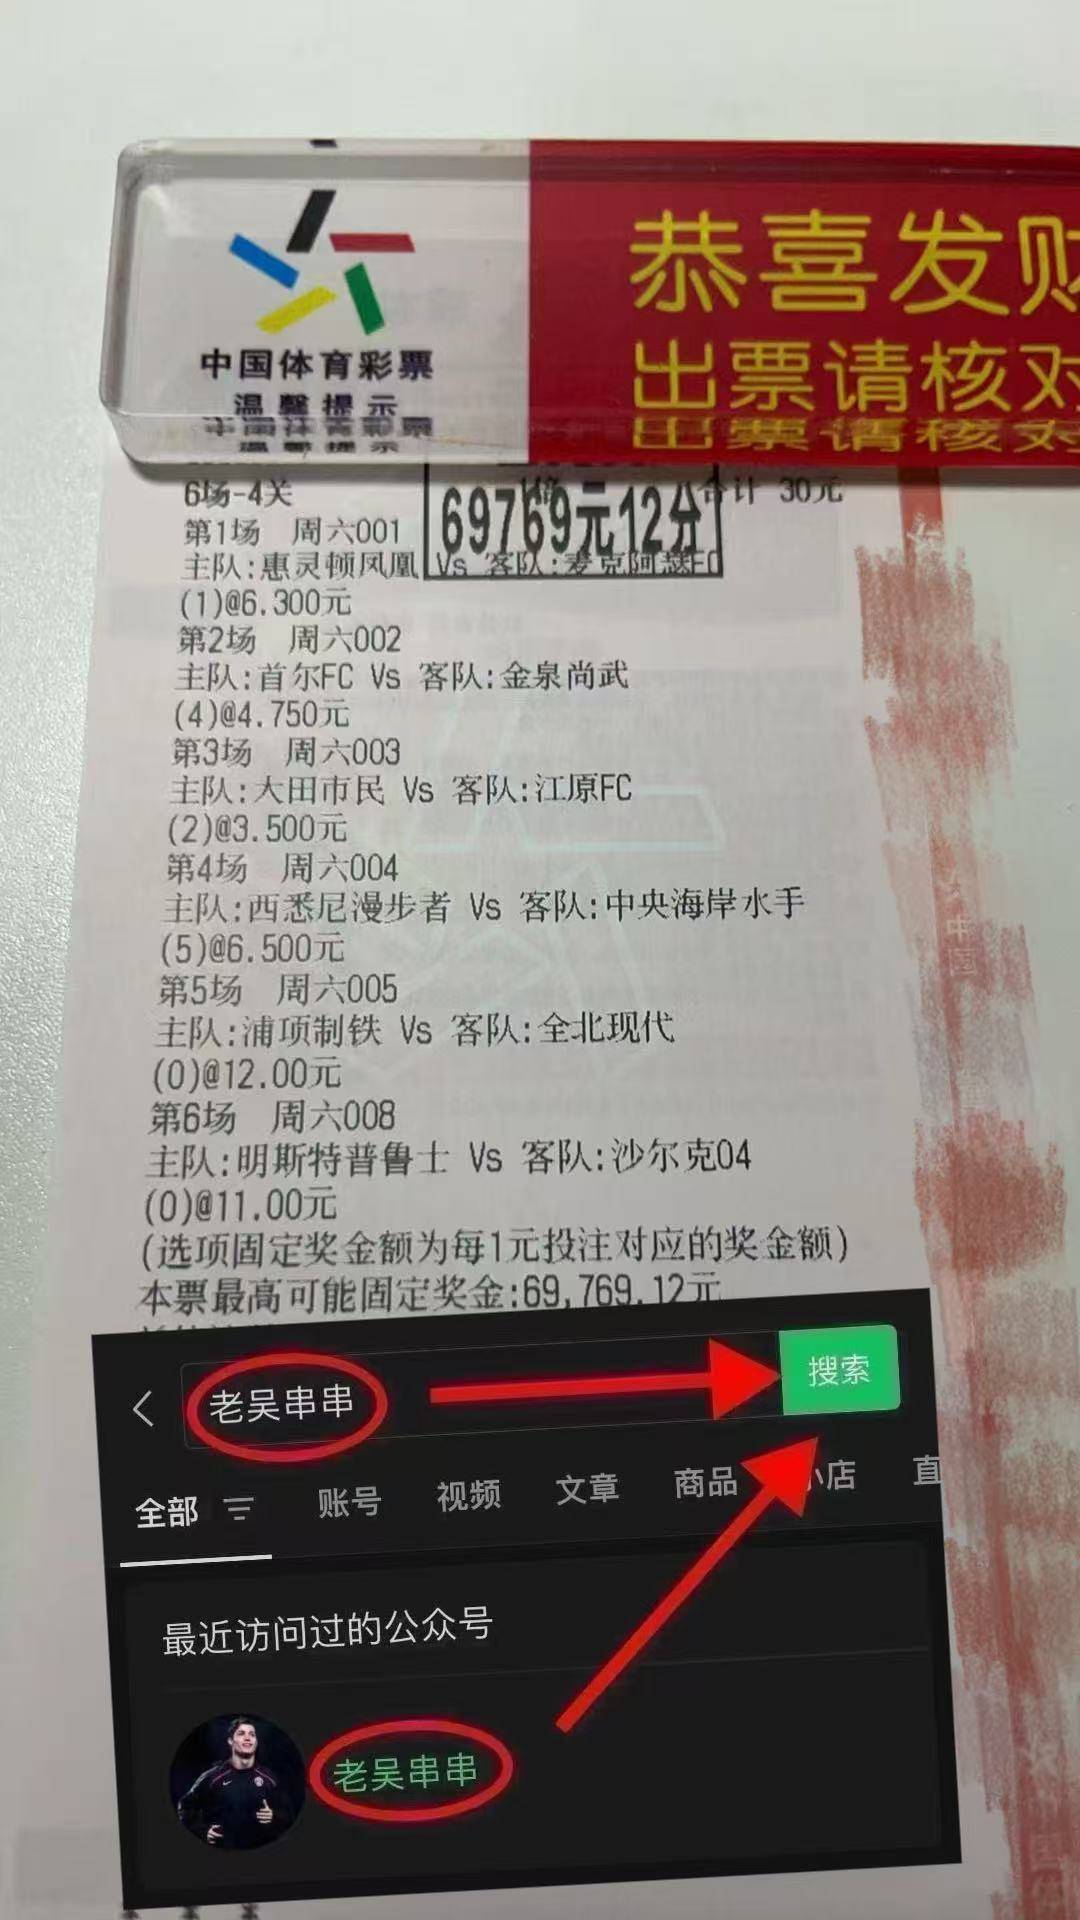 恭喜发财
出票请核对
中国体育彩票
温馨提示
6场-4关
合计 30元
69769元12分
第1场 周六001
主队:惠灵顿凤凰 Vs 客队:麦克阿瑟FC
(1)@6.300元
第2场 周六002
主队:首尔FC Vs 客队:金泉尚武
(4)@4.750元
第3场 周六003
主队:大田市民 Vs 客队:江原FC
(2)@3.500元
第4场 周六004
主队:西悉尼漫步者 Vs 客队:中央海岸水手
(5)@6.500元
第5场 周六005
主队:浦项制铁 Vs 客队:全北现代
(0)@12.00元
第6场 周六008
主队:明斯特普鲁士 Vs 客队:沙尔克04
(0)@11.00元
(选项固定奖金额为每1元投注对应的奖金额)
本票最高可能固定奖金:69,769.12元
老吴串串 搜索
全部 账号 视频 文章 商品 小店 直
最近访问过的公众号
老吴串串